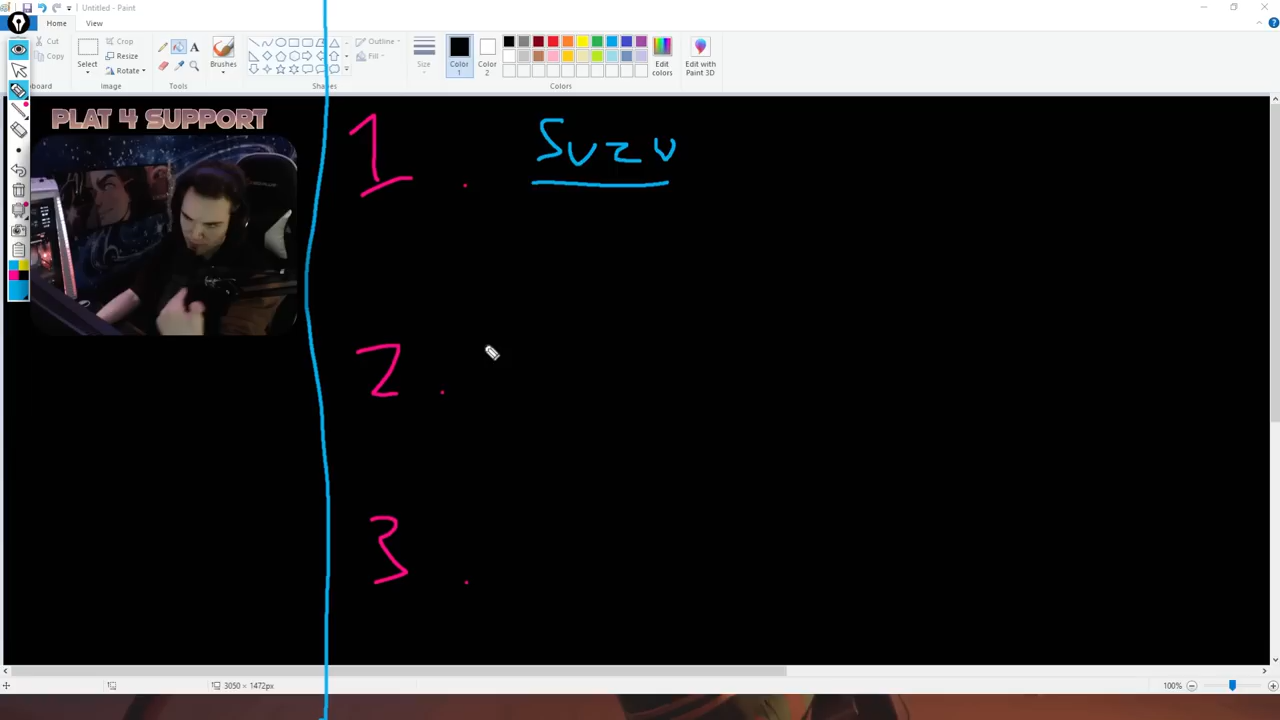 Untitled - Paint
Home View
Cut
Copy
Select
Crop
Resize
Rotate
Image
Tools
Brushes
Outline
Fill
Shapes
Size
Color 1
Color 2
Edit colors
Edit with Paint 3D
Colors
PLAT 4 SUPPORT
1. Suzu
2.
3.
3050 × 1472px
100%